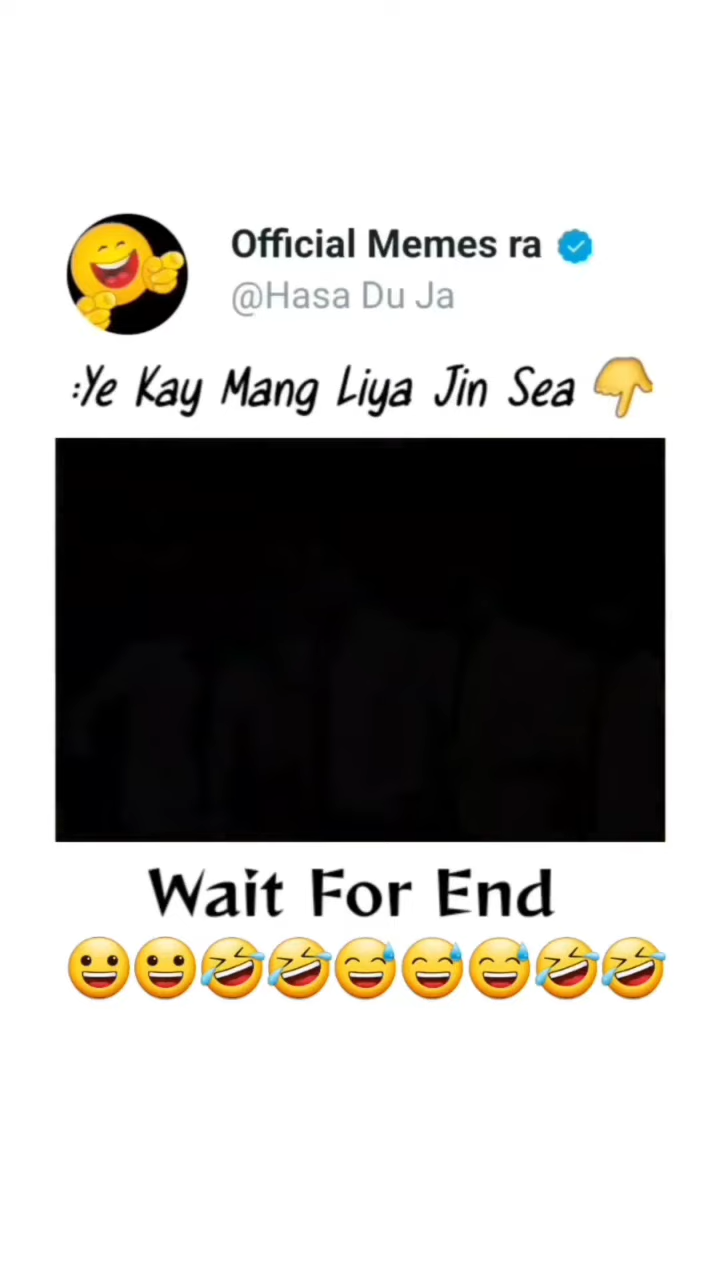 Official Memes ra
@Hasa Du Ja
:Ye Kay Mang Liya Jin Sea 👇
Wait For End
😀😀🤣🤣😅😅😅🤣🤣